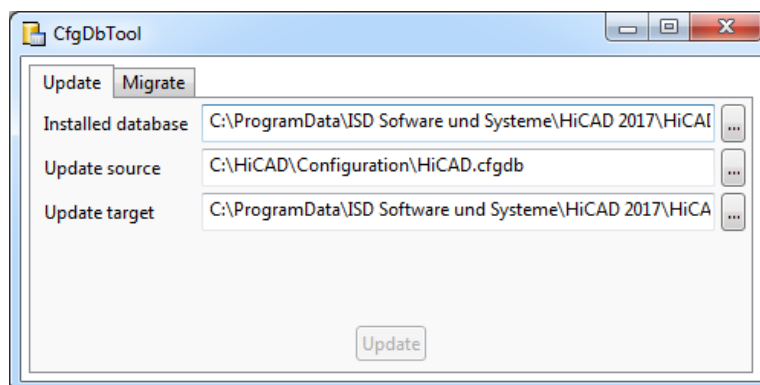 CfgDbTool
Update Migrate
Installed database C:\ProgramData\ISD Sofware und Systeme\HiCAD 2017\HiCAI ...
Update source C:\HiCAD\Configuration\HiCAD.cfgdb ...
Update target C:\ProgramData\ISD Software und Systeme\HiCAD 2017\HiCA ...
Update